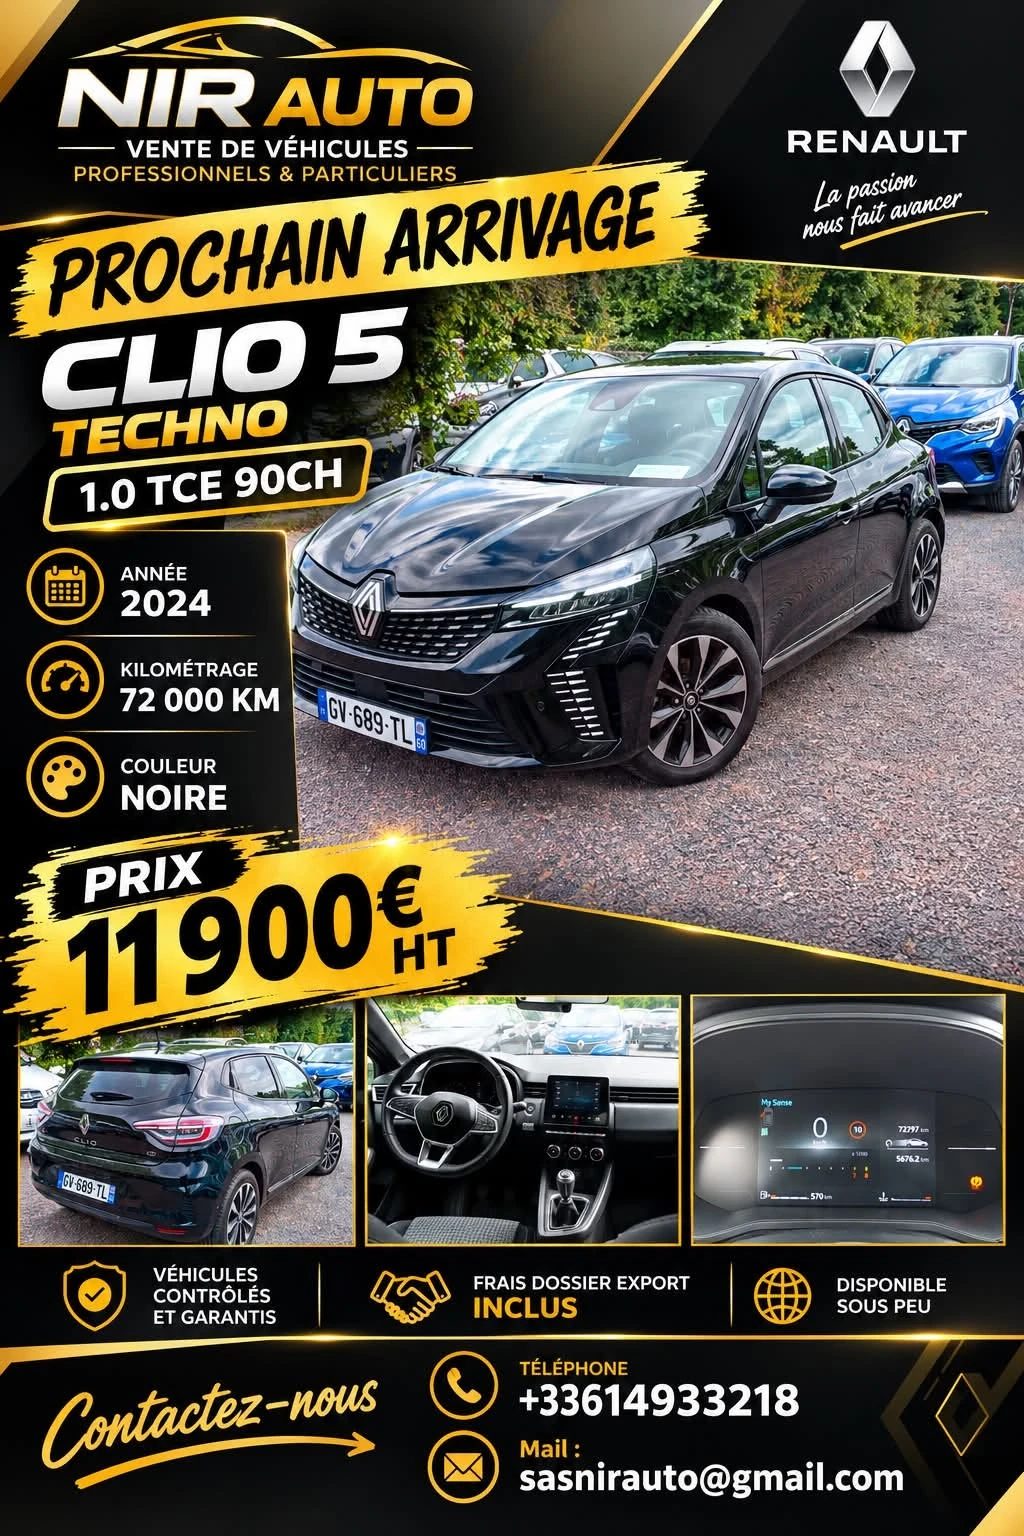 NIR AUTO
VENTE DE VÉHICULES
PROFESSIONNELS & PARTICULIERS
RENAULT
La passion
nous fait avancer
PROCHAIN ARRIVAGE
CLIO 5
TECHNO
1.0 TCE 90CH
ANNÉE
2024
KILOMÉTRAGE
72 000 KM
COULEUR
NOIRE
GV-689-TL
60
PRIX
11 900€
HT
CLIO
GV-689-TL
My Sense
0
km/h
10
72797 km
5676.2 km
570 km
VÉHICULES
CONTRÔLÉS
ET GARANTIS
FRAIS DOSSIER EXPORT
INCLUS
DISPONIBLE
SOUS PEU
Contactez-nous
TÉLÉPHONE
+33614933218
Mail :
sasnirauto@gmail.com